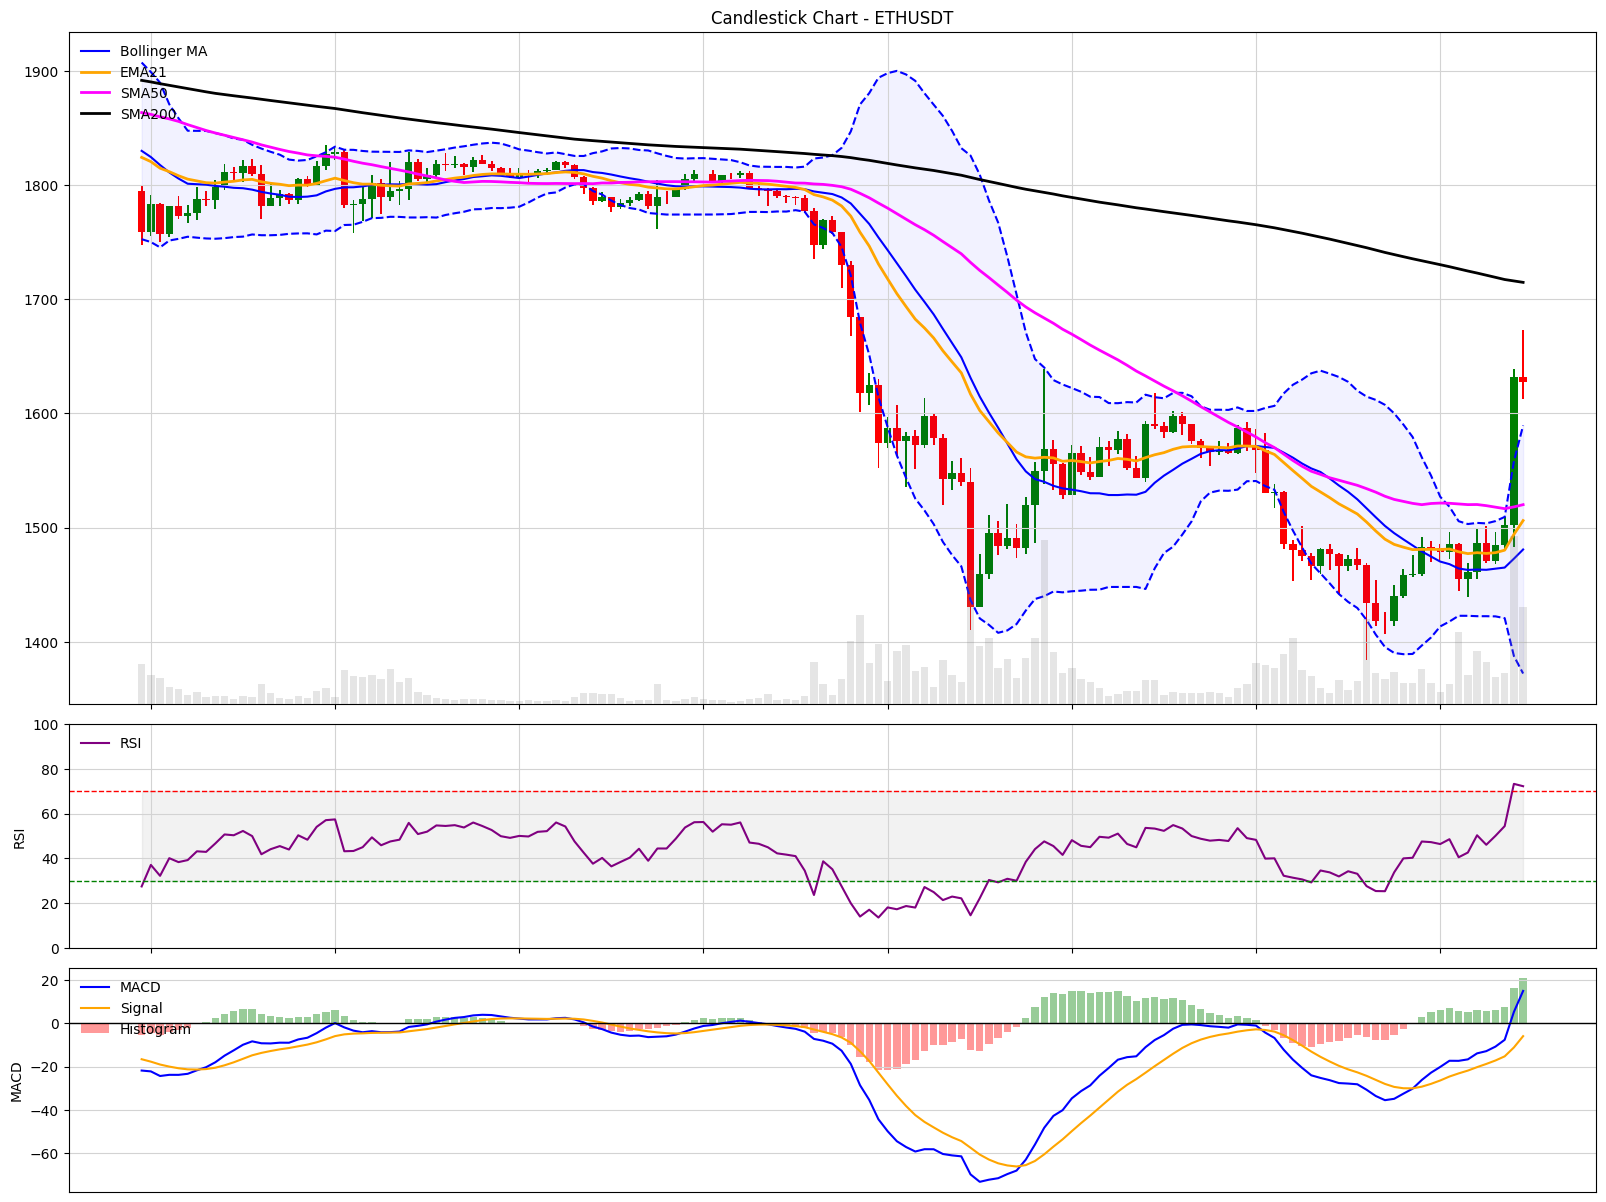 Candlestick Chart - ETHUSDT
Bollinger MA
EMA21
SMA50
SMA200
1900
1800
1700
1600
1500
1400
RSI
100
80
60
40
20
0
RSI
MACD
Signal
Histogram
20
0
−20
−40
−60
MACD